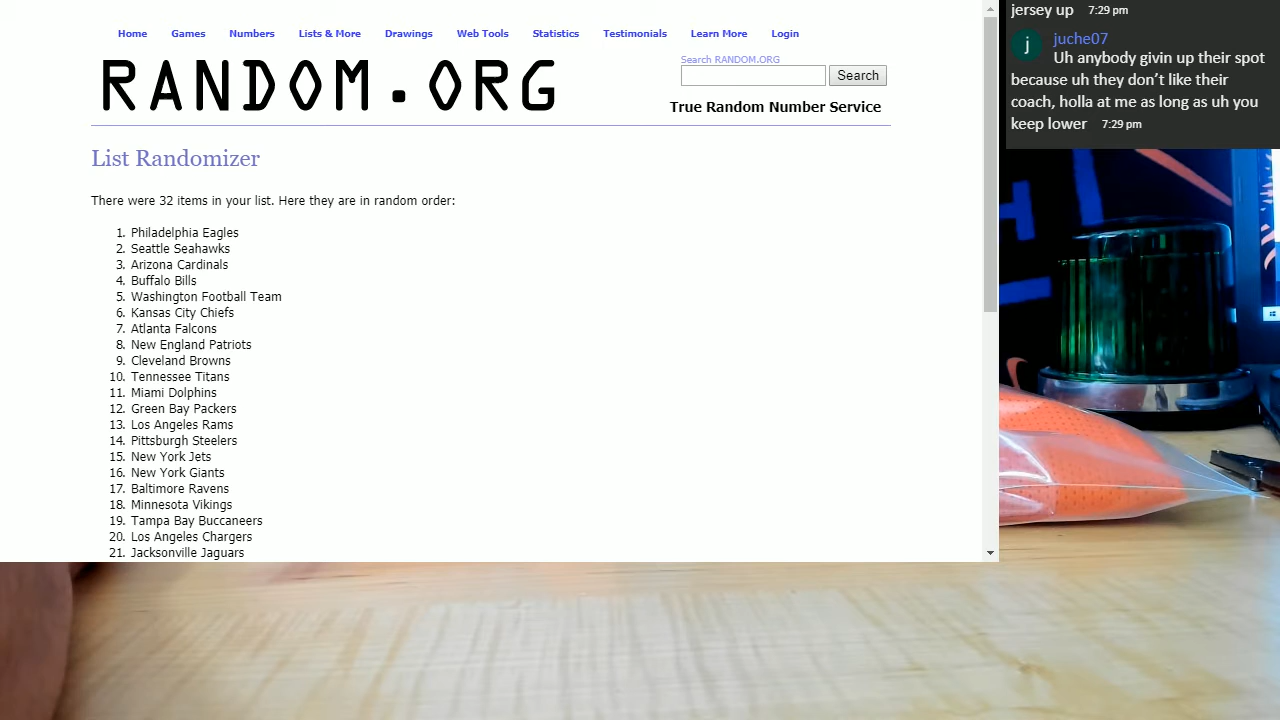 Home Games Numbers Lists & More Drawings Web Tools Statistics Testimonials Learn More Login
RANDOM.ORG
Search RANDOM.ORG
Search
True Random Number Service
List Randomizer
There were 32 items in your list. Here they are in random order:
1. Philadelphia Eagles
2. Seattle Seahawks
3. Arizona Cardinals
4. Buffalo Bills
5. Washington Football Team
6. Kansas City Chiefs
7. Atlanta Falcons
8. New England Patriots
9. Cleveland Browns
10. Tennessee Titans
11. Miami Dolphins
12. Green Bay Packers
13. Los Angeles Rams
14. Pittsburgh Steelers
15. New York Jets
16. New York Giants
17. Baltimore Ravens
18. Minnesota Vikings
19. Tampa Bay Buccaneers
20. Los Angeles Chargers
21. Jacksonville Jaguars
jersey up 7:29 pm
j juche07
Uh anybody givin up their spot
because uh they don’t like their
coach, holla at me as long as uh you
keep lower 7:29 pm